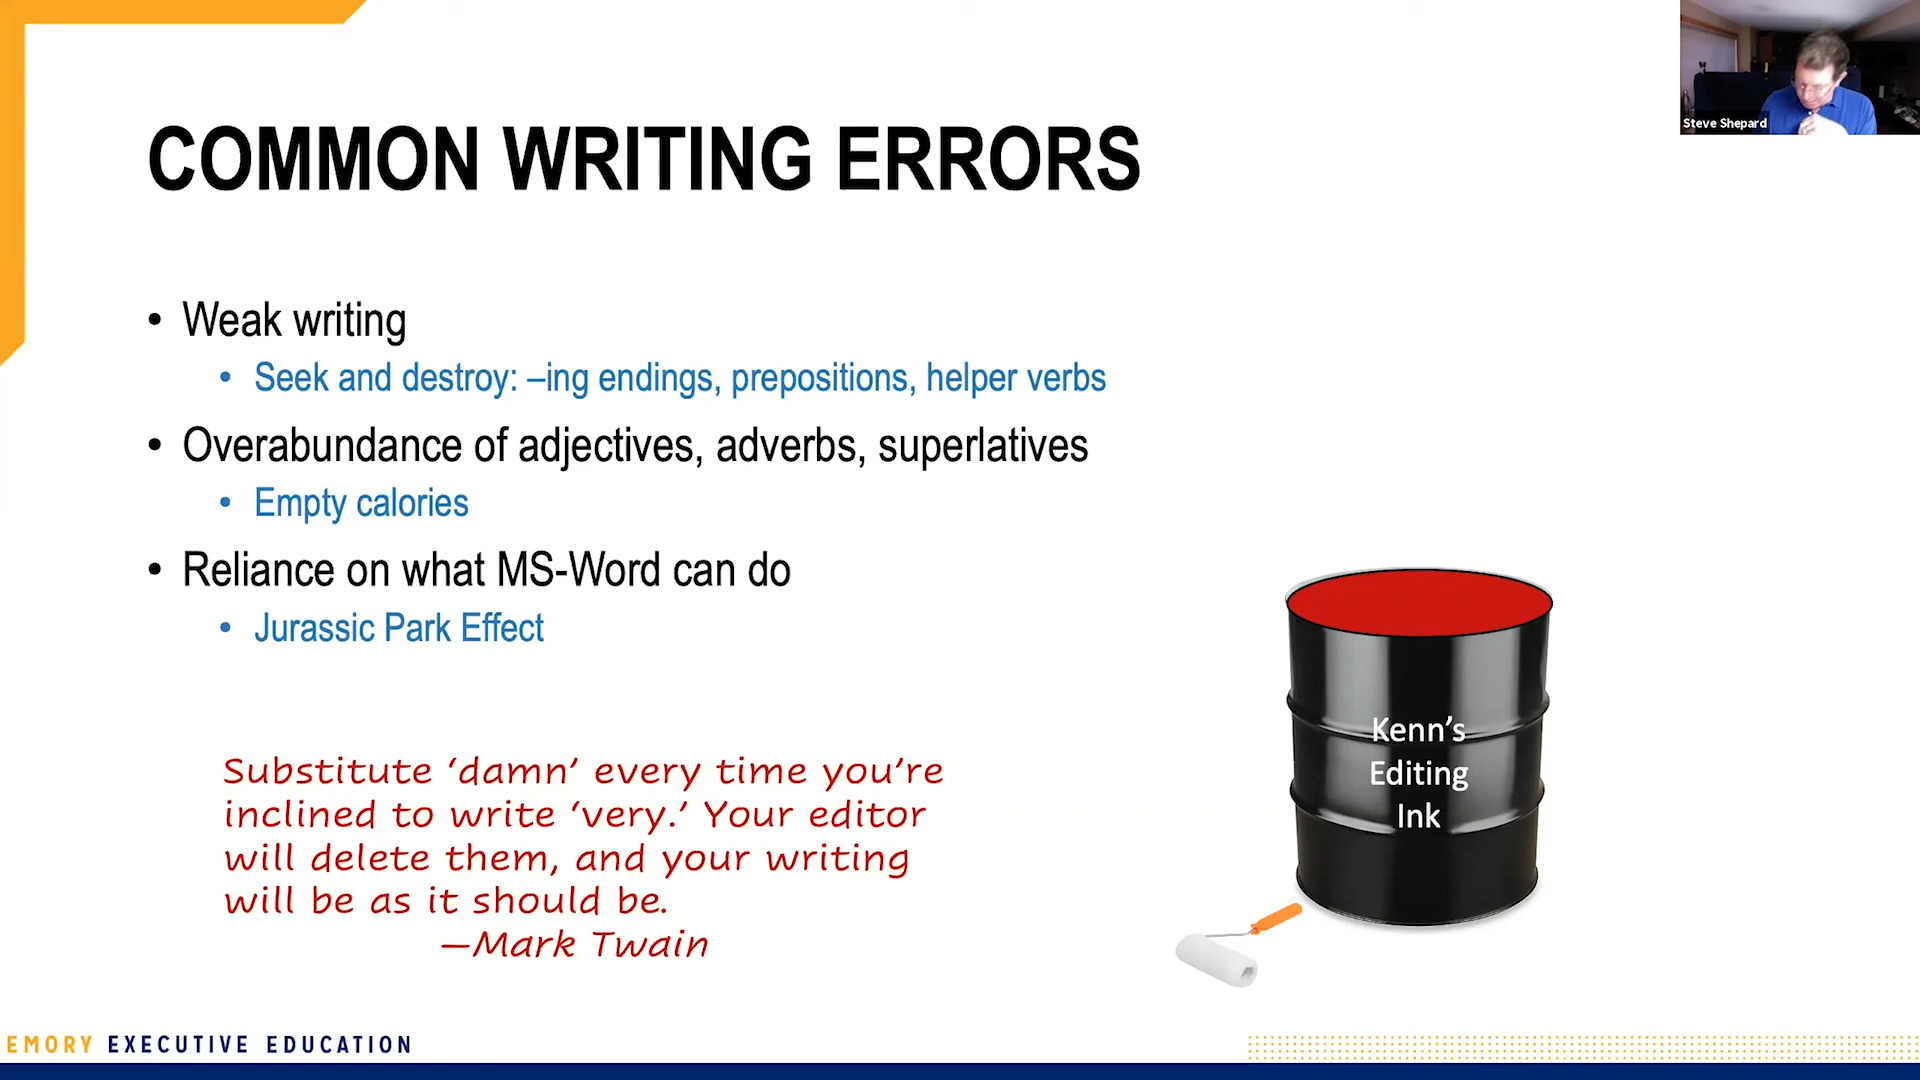 Steve Shepard
COMMON WRITING ERRORS
• Weak writing
• Seek and destroy: –ing endings, prepositions, helper verbs
• Overabundance of adjectives, adverbs, superlatives
• Empty calories
• Reliance on what MS-Word can do
• Jurassic Park Effect
Substitute ‘damn’ every time you’re
inclined to write ‘very.’ Your editor
will delete them, and your writing
will be as it should be.
—Mark Twain
Kenn’s
Editing
Ink
EMORY EXECUTIVE EDUCATION